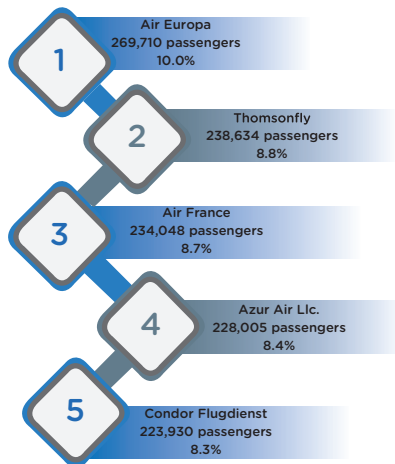 1
Air Europa
269,710 passengers
10.0%
2
Thomsonfly
238,634 passengers
8.8%
3
Air France
234,048 passengers
8.7%
4
Azur Air Llc.
228,005 passengers
8.4%
5
Condor Flugdienst
223,930 passengers
8.3%